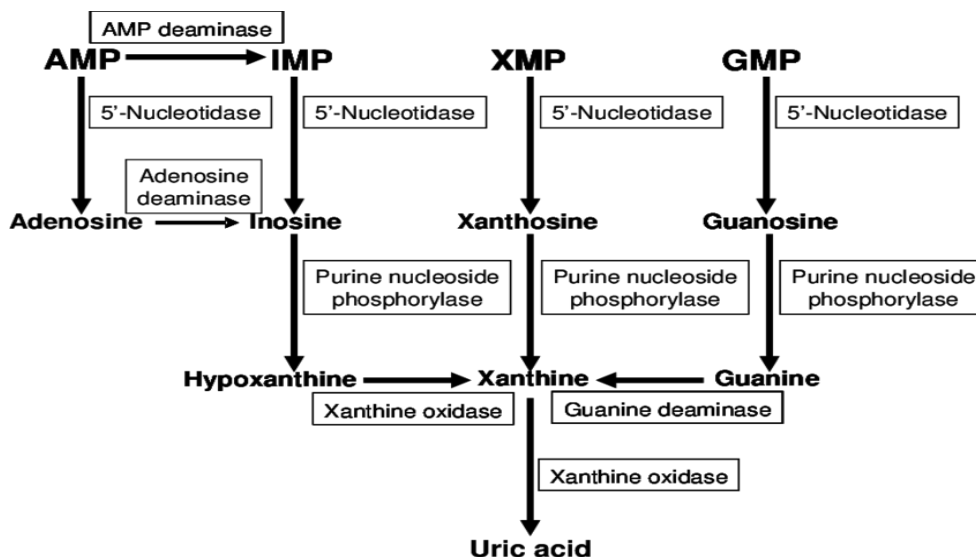 AMP deaminase
AMP
IMP
XMP
GMP
5'-Nucleotidase
5'-Nucleotidase
5'-Nucleotidase
5'-Nucleotidase
Adenosine
deaminase
Adenosine
Inosine
Xanthosine
Guanosine
Purine nucleoside
phosphorylase
Purine nucleoside
phosphorylase
Purine nucleoside
phosphorylase
Hypoxanthine
Xanthine
Guanine
Xanthine oxidase
Guanine deaminase
Xanthine oxidase
Uric acid